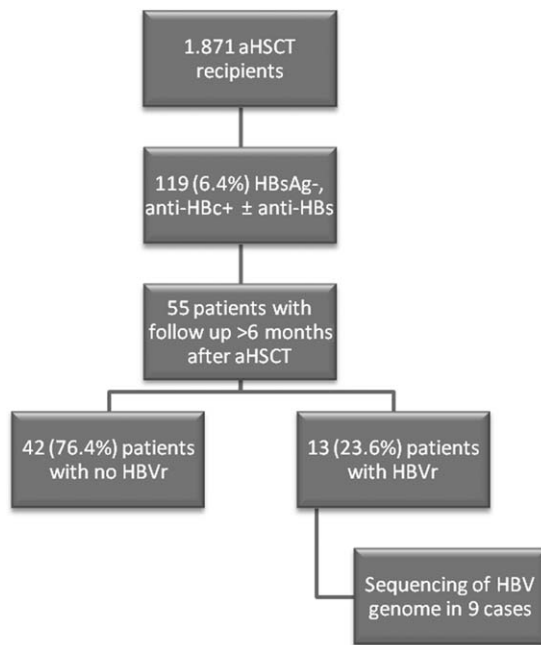 1.871 aHSCT
recipients
119 (6.4%) HBsAg-,
anti-HBc+ ± anti-HBs
55 patients with
follow up >6 months
after aHSCT
42 (76.4%) patients
with no HBVr
13 (23.6%) patients
with HBVr
Sequencing of HBV
genome in 9 cases